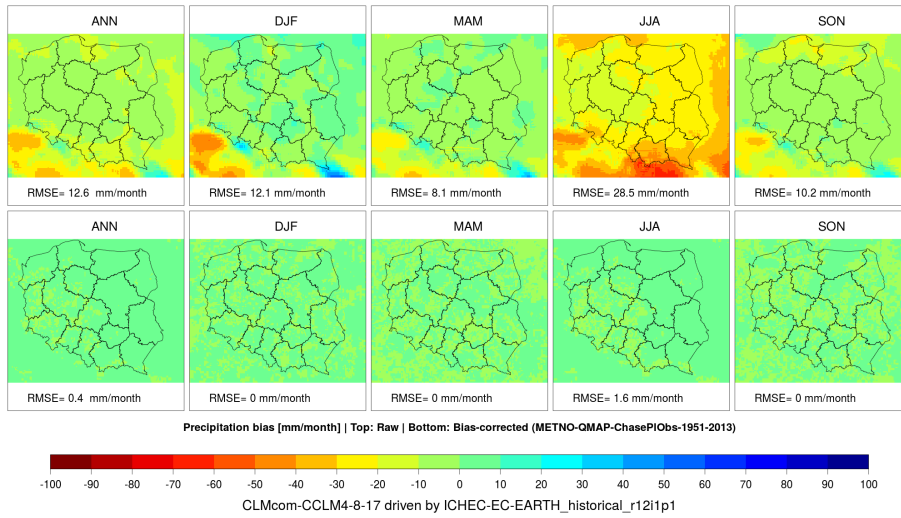 ANN DJF MAM JJA SON
RMSE= 12.6 mm/month RMSE= 12.1 mm/month RMSE= 8.1 mm/month RMSE= 28.5 mm/month RMSE= 10.2 mm/month
ANN DJF MAM JJA SON
RMSE= 0.4 mm/month RMSE= 0 mm/month RMSE= 0 mm/month RMSE= 1.6 mm/month RMSE= 0 mm/month
Precipitation bias [mm/month] | Top: Raw | Bottom: Bias-corrected (METNO-QMAP-ChasePlObs-1951-2013)
-100 -90 -80 -70 -60 -50 -40 -30 -20 -10 0 10 20 30 40 50 60 70 80 90 100
CLMcom-CCLM4-8-17 driven by ICHEC-EC-EARTH_historical_r12i1p1